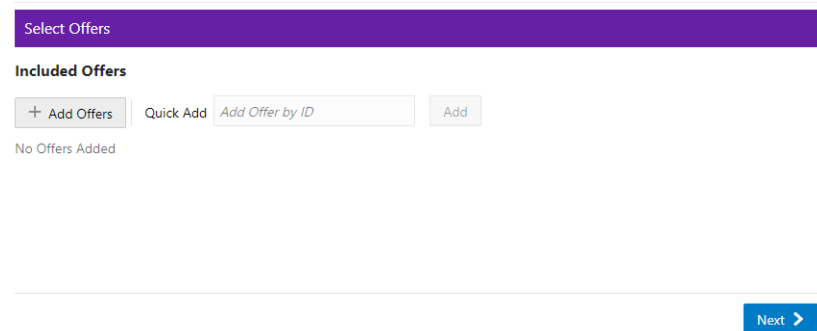 Select Offers
Included Offers
+ Add Offers Quick Add Add Offer by ID Add
No Offers Added
Next